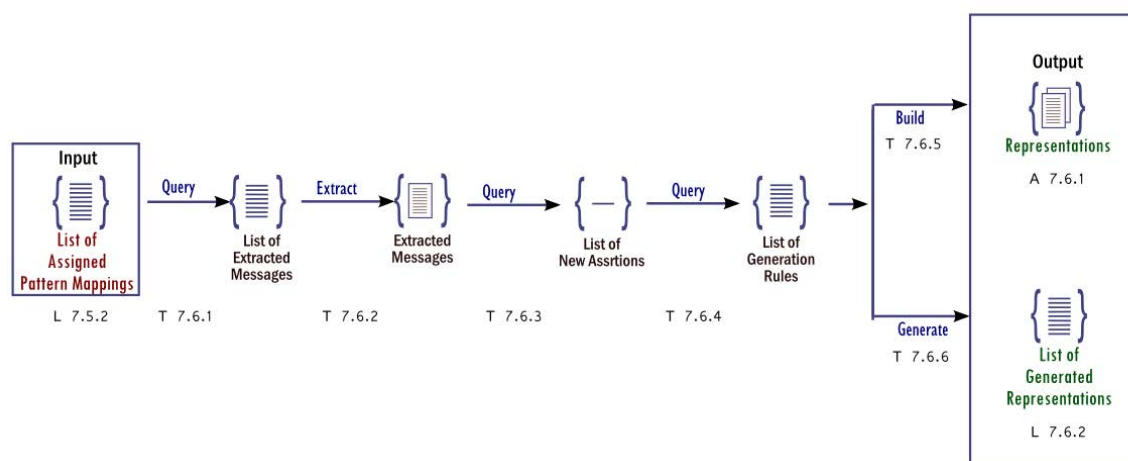 Input
List of
Assigned
Pattern Mappings
L 7.5.2
Query
T 7.6.1
List of
Extracted
Messages
Extract
T 7.6.2
Extracted
Messages
Query
T 7.6.3
List of
New Assrtions
Query
T 7.6.4
List of
Generation
Rules
Build
T 7.6.5
Generate
T 7.6.6
Output
Representations
A 7.6.1
List of
Generated
Representations
L 7.6.2